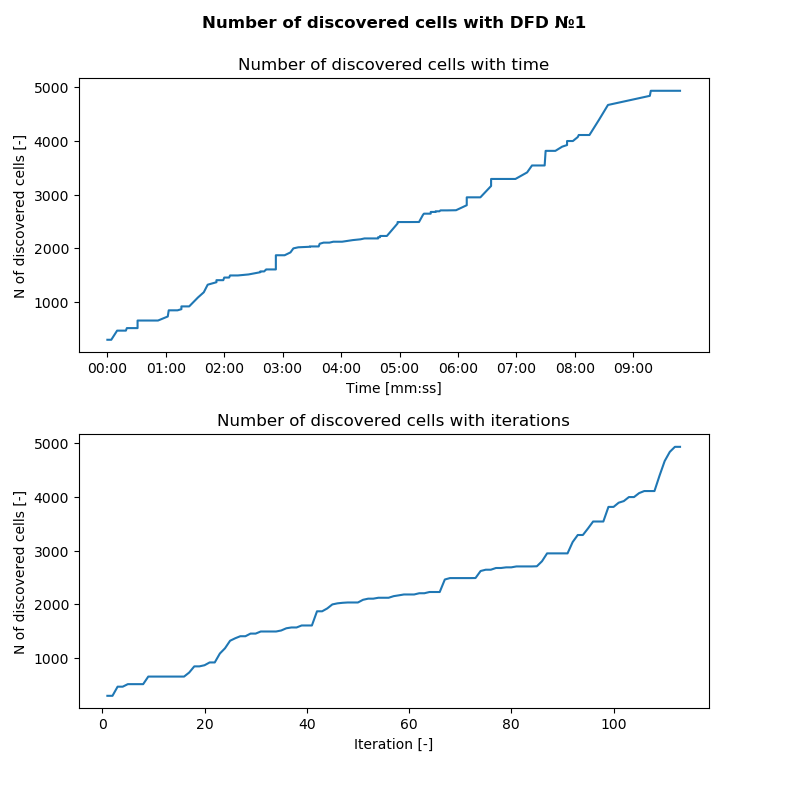 Number of discovered cells with DFD №1
Number of discovered cells with time
N of discovered cells [-]
5000
4000
3000
2000
1000
00:00 01:00 02:00 03:00 04:00 05:00 06:00 07:00 08:00 09:00
Time [mm:ss]
Number of discovered cells with iterations
N of discovered cells [-]
5000
4000
3000
2000
1000
0 20 40 60 80 100
Iteration [-]